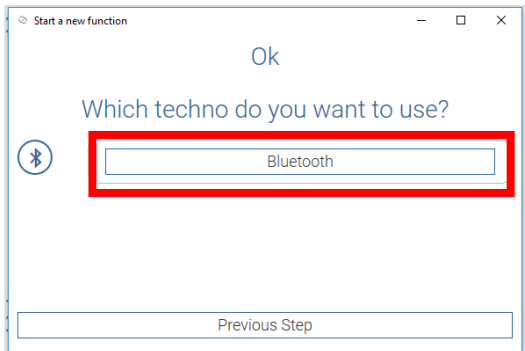 Start a new function
Ok
Which techno do you want to use?
Bluetooth
Previous Step